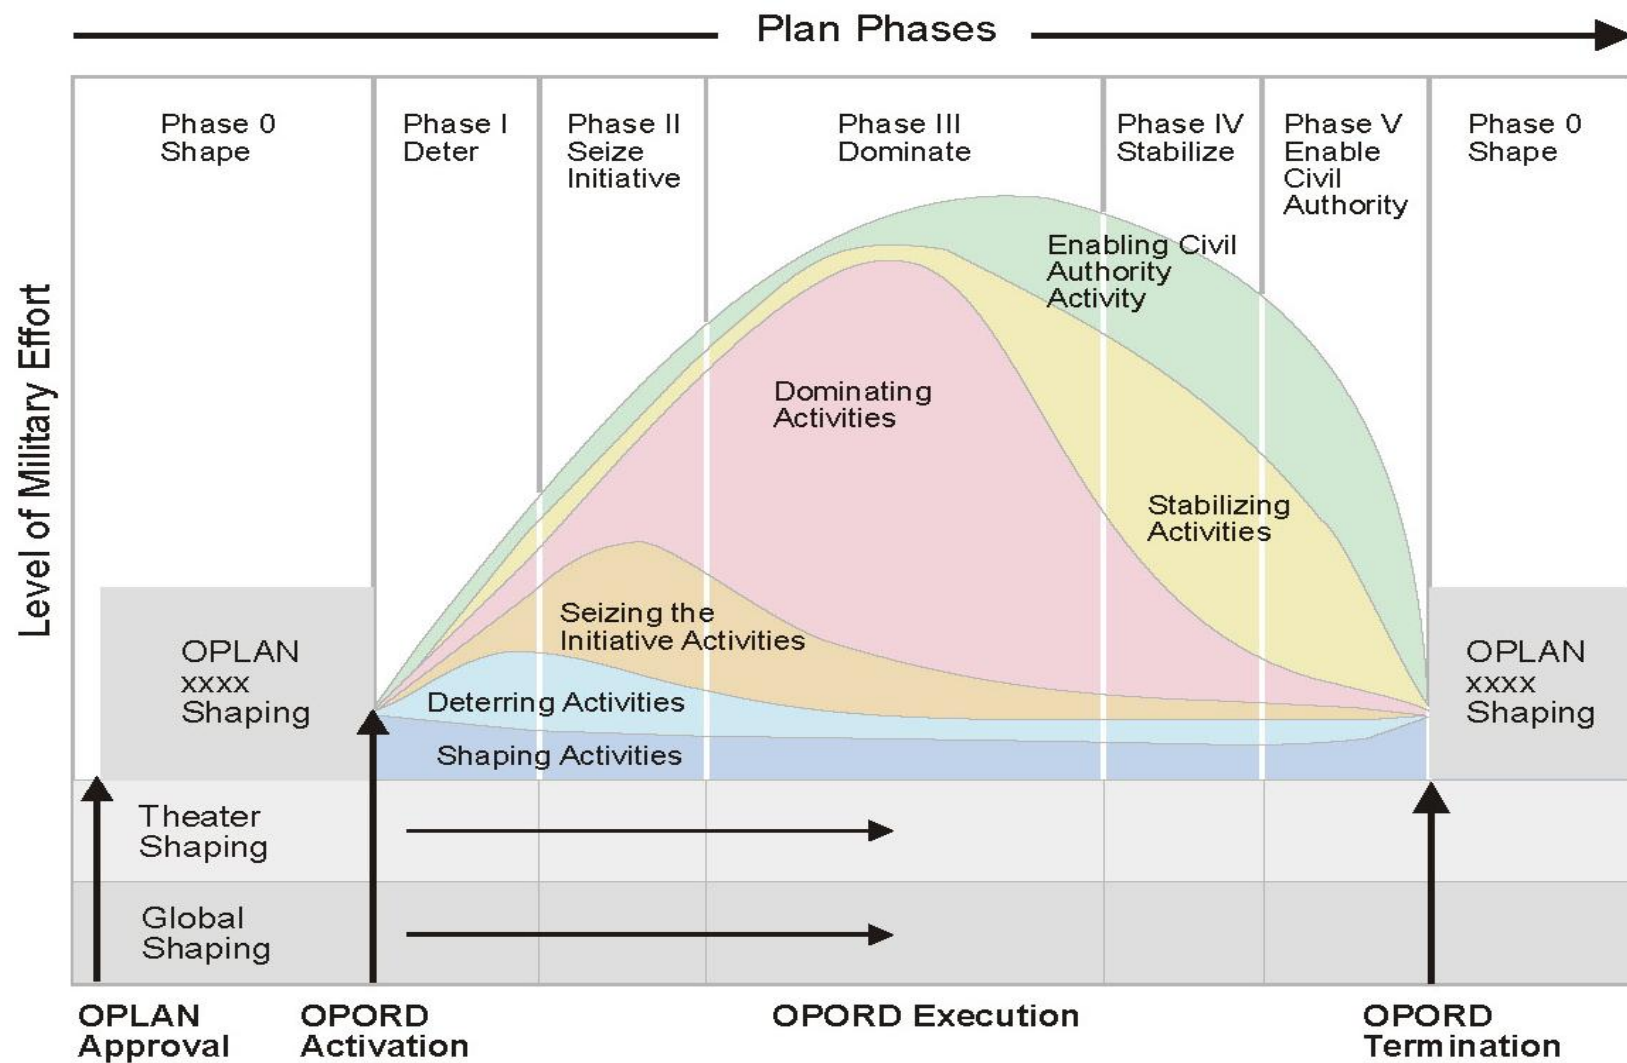 Plan Phases
Phase 0
Shape
Phase I
Deter
Phase II
Seize
Initiative
Phase III
Dominate
Phase IV
Stabilize
Phase V
Enable
Civil
Authority
Phase 0
Shape
Level of Military Effort
Enabling Civil
Authority
Activity
Dominating
Activities
Stabilizing
Activities
Seizing the
Initiative Activities
Deterring Activities
Shaping Activities
OPLAN
xxxx
Shaping
OPLAN
xxxx
Shaping
Theater
Shaping
Global
Shaping
OPLAN
Approval
OPORD
Activation
OPORD Execution
OPORD
Termination